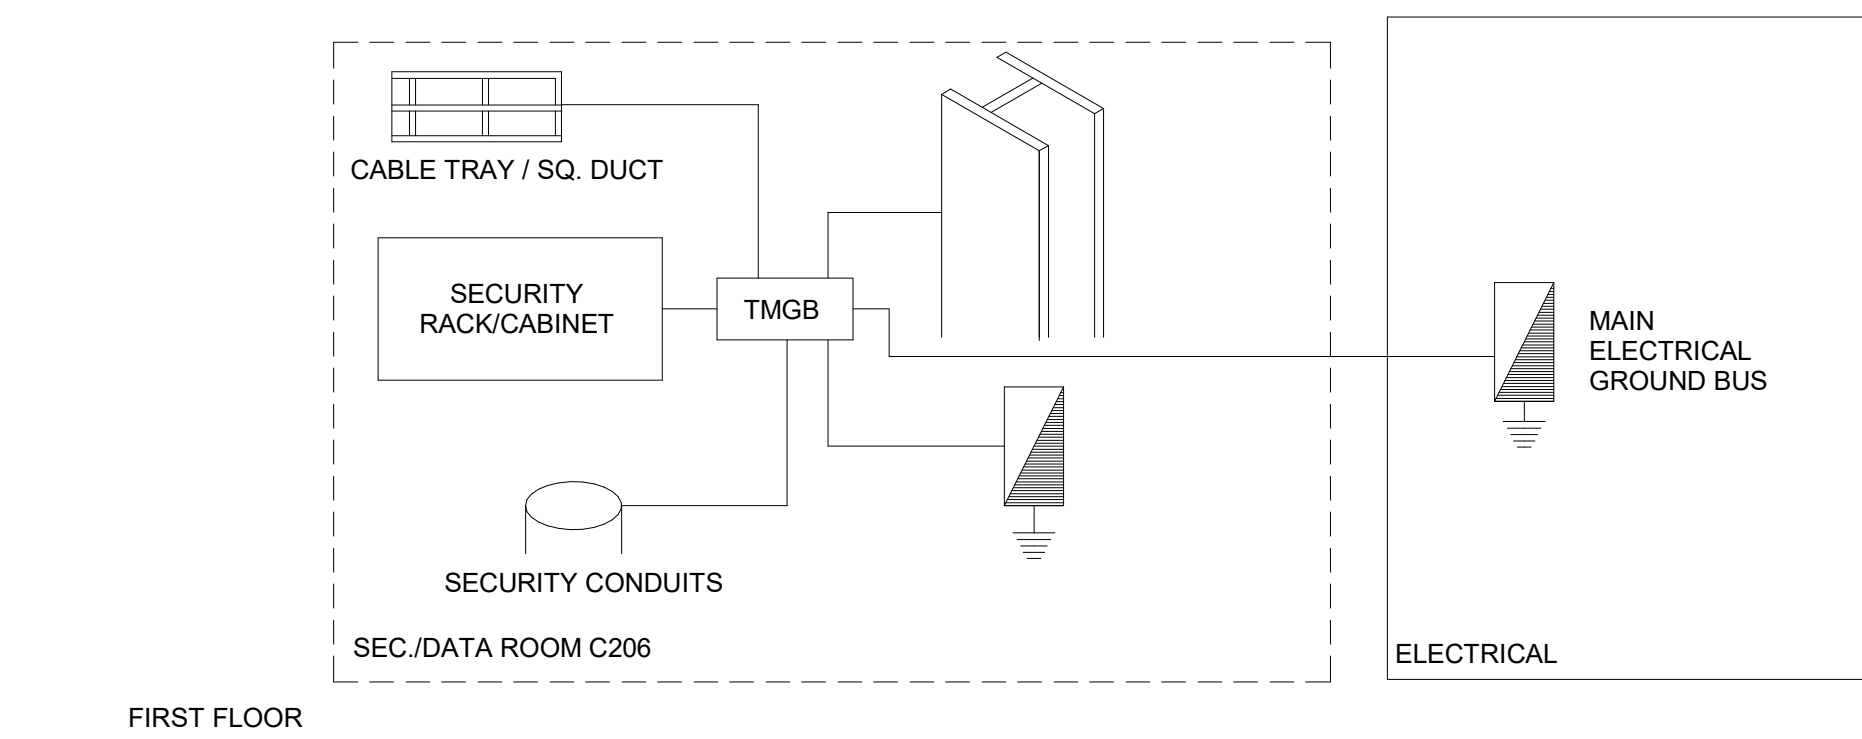 CABLE TRAY / SQ. DUCT
SECURITY
RACK/CABINET
TMGB
MAIN
ELECTRICAL
GROUND BUS
SECURITY CONDUITS
SEC./DATA ROOM C206
ELECTRICAL
FIRST FLOOR